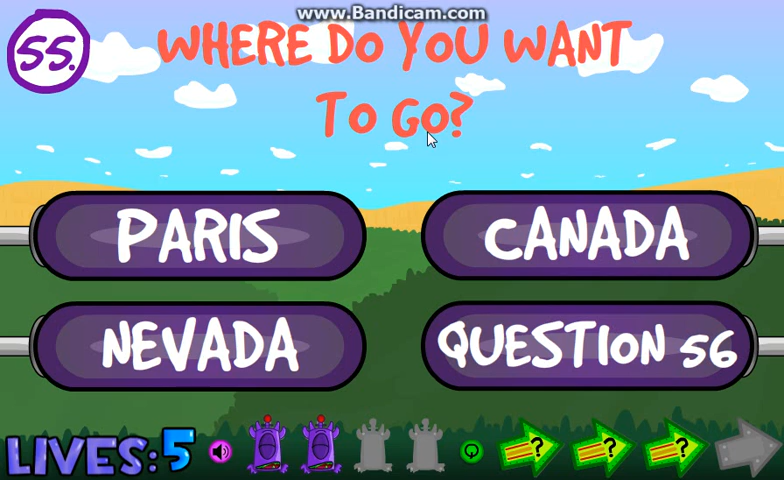 www.Bandicam.com
55.
WHERE DO YOU WANT
TO GO?
PARIS
CANADA
NEVADA
QUESTION 56
LIVES: 5
?
?
?